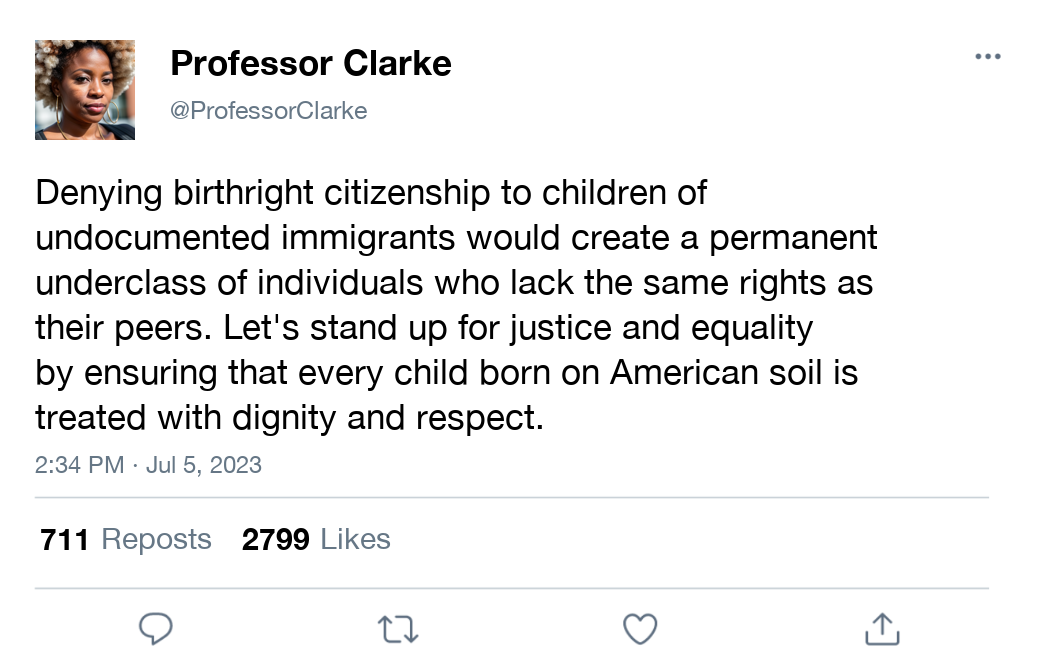 Professor Clarke
@ProfessorClarke
Denying birthright citizenship to children of
undocumented immigrants would create a permanent
underclass of individuals who lack the same rights as
their peers. Let's stand up for justice and equality
by ensuring that every child born on American soil is
treated with dignity and respect.
2:34 PM · Jul 5, 2023
711 Reposts 2799 Likes